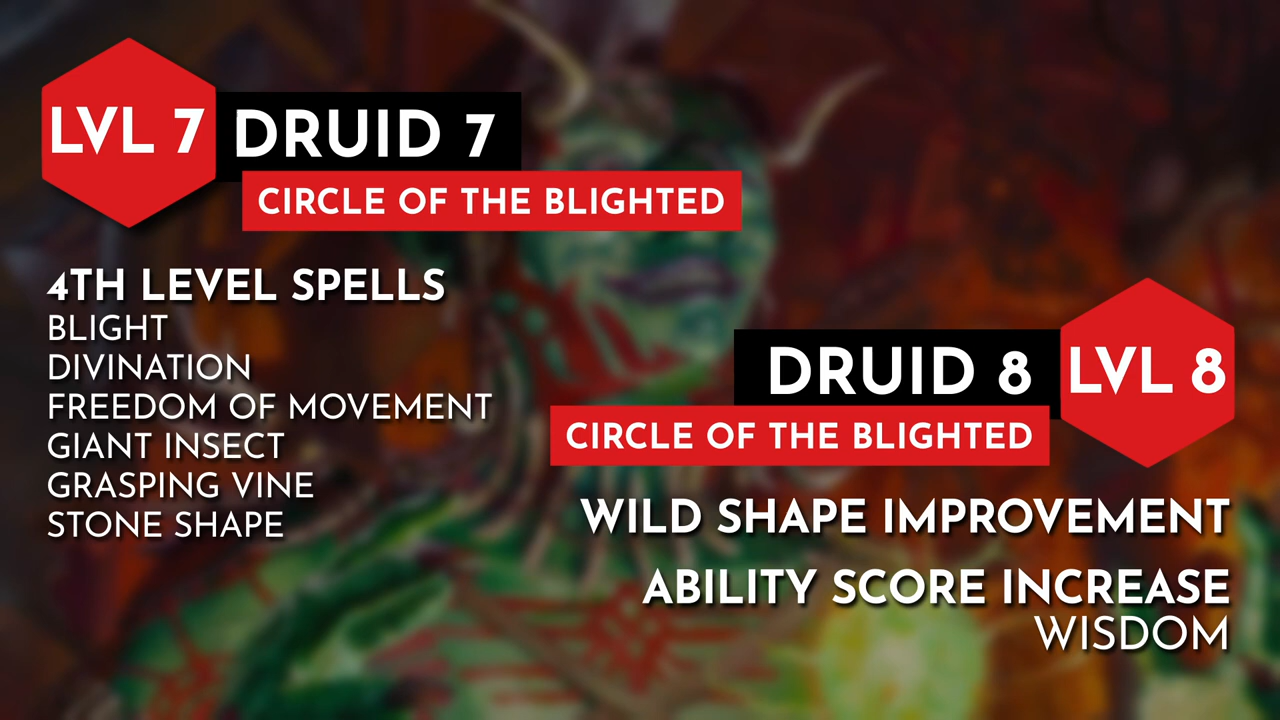 LVL 7
DRUID 7
CIRCLE OF THE BLIGHTED
4TH LEVEL SPELLS
BLIGHT
DIVINATION
FREEDOM OF MOVEMENT
GIANT INSECT
GRASPING VINE
STONE SHAPE
DRUID 8
LVL 8
CIRCLE OF THE BLIGHTED
WILD SHAPE IMPROVEMENT
ABILITY SCORE INCREASE
WISDOM